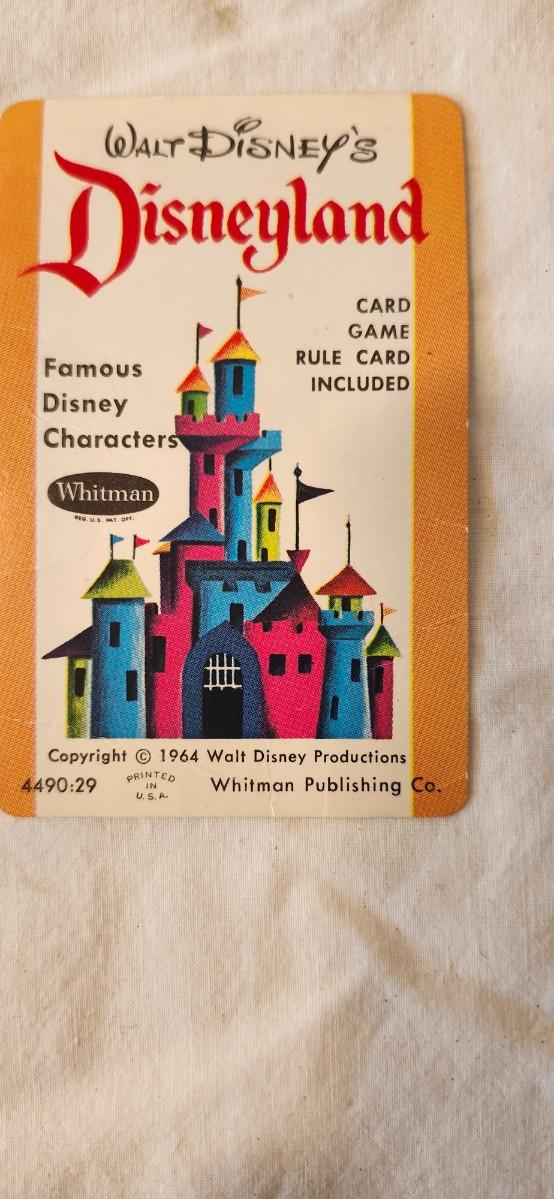 WALT DISNEY'S
Disneyland
CARD
GAME
RULE CARD
INCLUDED
Famous
Disney
Characters
Whitman
REG. U.S. PAT. OFF.
Copyright © 1964 Walt Disney Productions
4490:29 PRINTED IN U.S.A. Whitman Publishing Co.